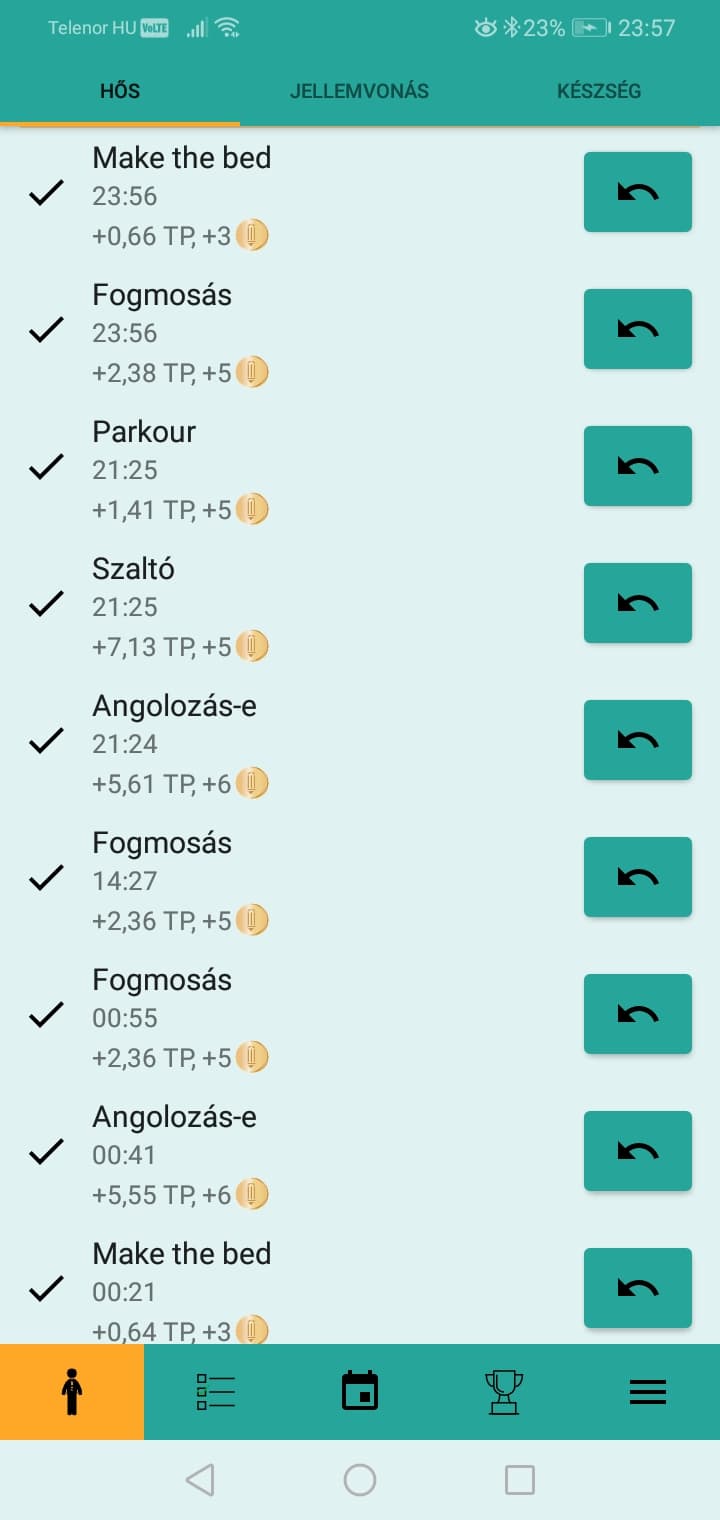 Telenor HU VoLTE 23% 23:57
HŐS JELLEMVONÁS KÉSZSÉG
Make the bed
23:56
+0,66 TP, +3
Fogmosás
23:56
+2,38 TP, +5
Parkour
21:25
+1,41 TP, +5
Szaltó
21:25
+7,13 TP, +5
Angolozás-e
21:24
+5,61 TP, +6
Fogmosás
14:27
+2,36 TP, +5
Fogmosás
00:55
+2,36 TP, +5
Angolozás-e
00:41
+5,55 TP, +6
Make the bed
00:21
+0,64 TP, +3